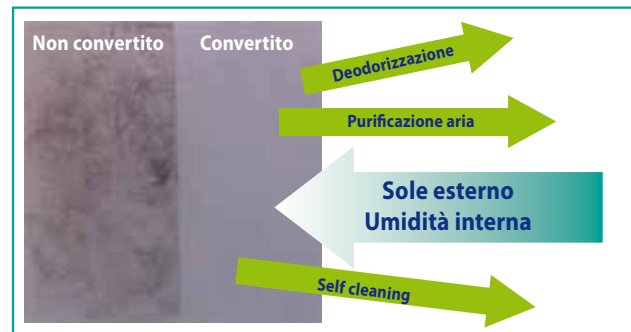 Non convertito
Convertito
Deodorizzazione
Purificazione aria
Sole esterno
Umidità interna
Self cleaning